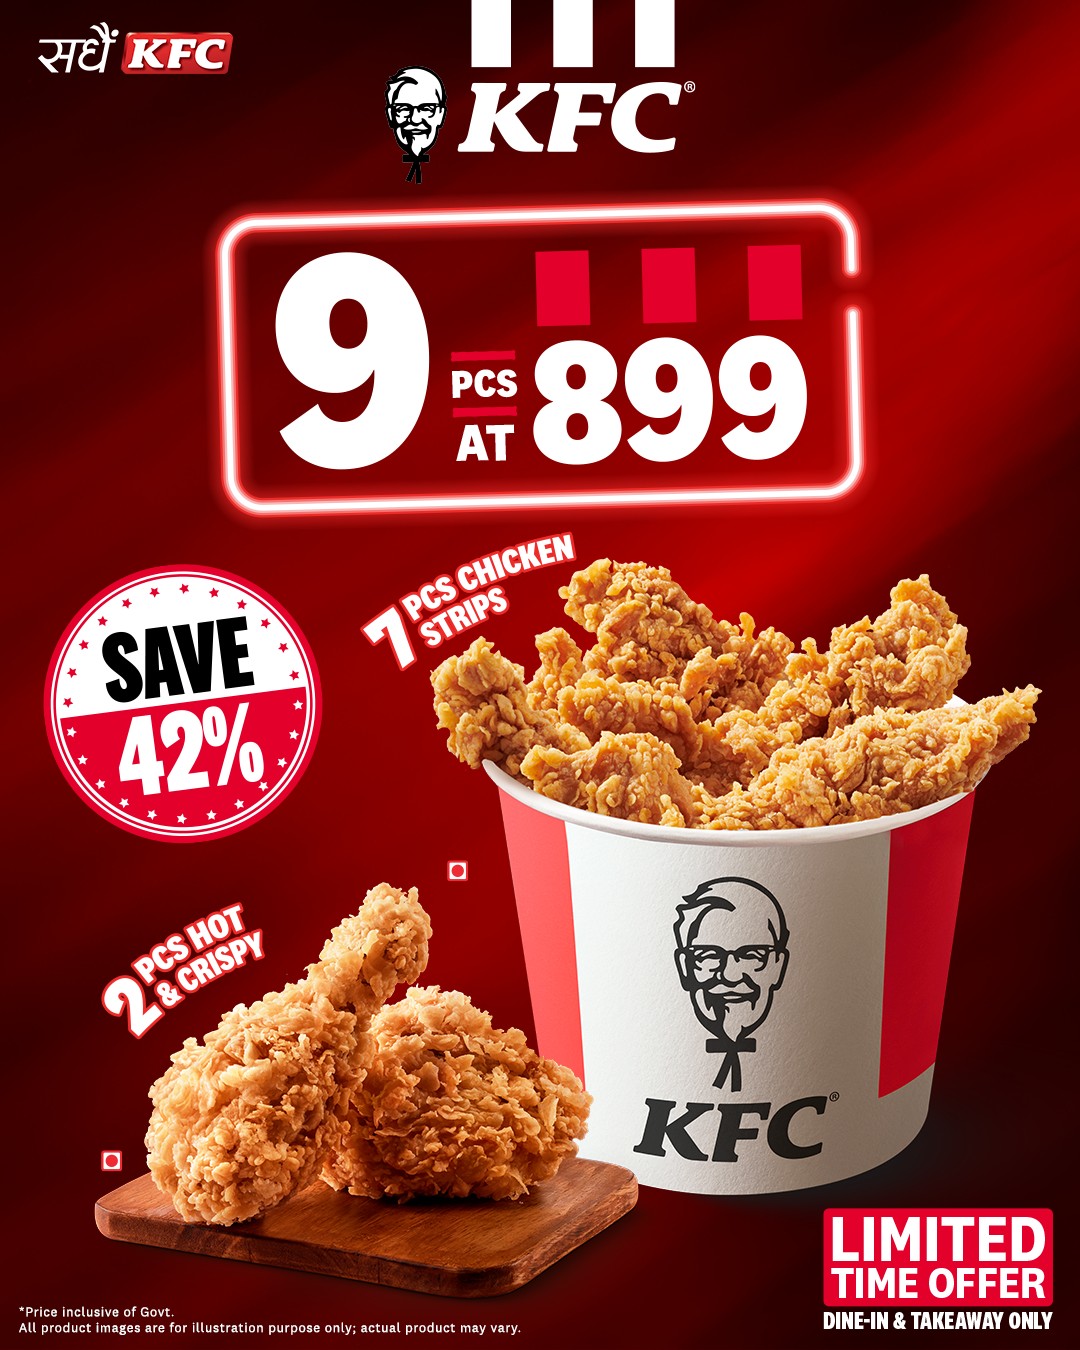 सधैं KFC
KFC®
9 PCS AT 899
7 PCS CHICKEN
STRIPS
SAVE
42%
2 PCS HOT
& CRISPY
KFC®
LIMITED
TIME OFFER
DINE-IN & TAKEAWAY ONLY
*Price inclusive of Govt.
All product images are for illustration purpose only; actual product may vary.